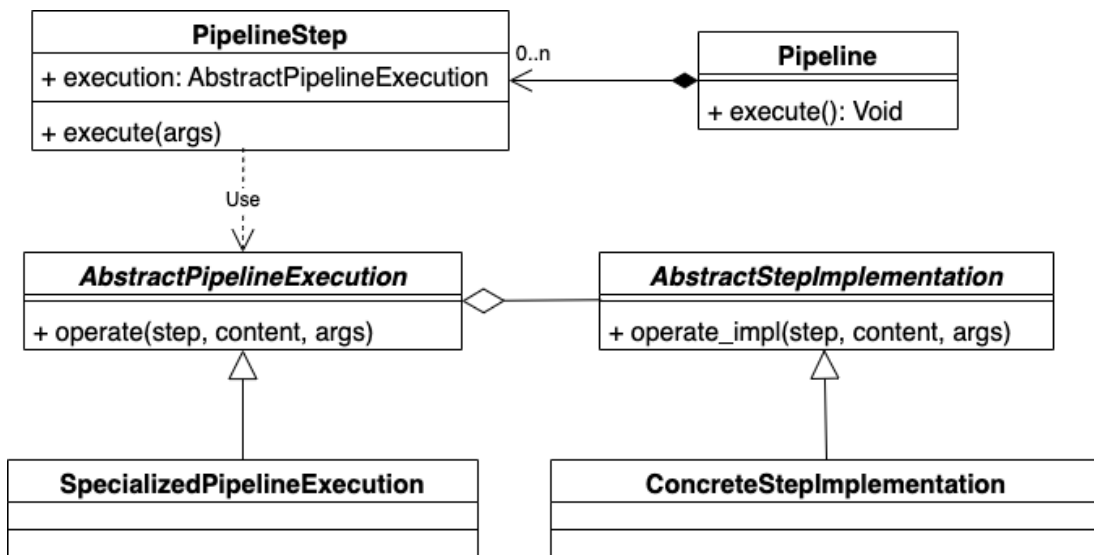 PipelineStep
+ execution: AbstractPipelineExecution
+ execute(args)
0..n
Pipeline
+ execute(): Void
Use
AbstractPipelineExecution
+ operate(step, content, args)
AbstractStepImplementation
+ operate_impl(step, content, args)
SpecializedPipelineExecution
ConcreteStepImplementation